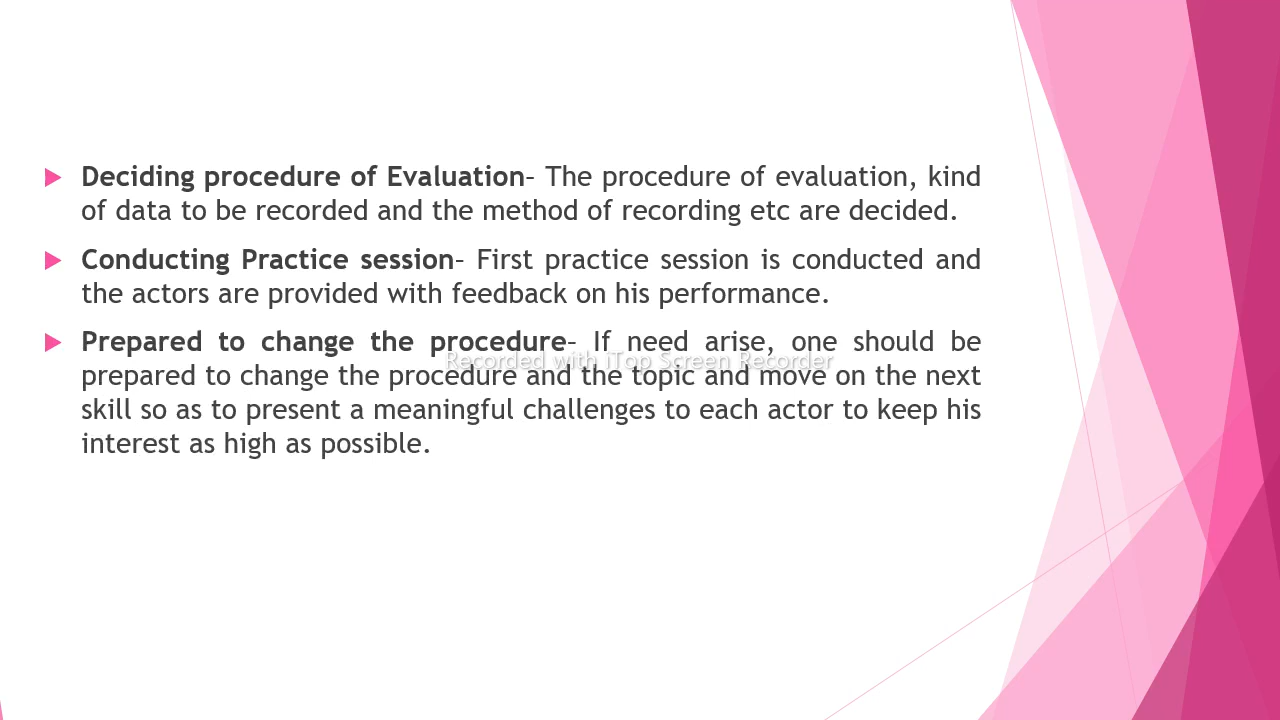 Deciding procedure of Evaluation– The procedure of evaluation, kind
of data to be recorded and the method of recording etc are decided.
Conducting Practice session– First practice session is conducted and
the actors are provided with feedback on his performance.
Prepared to change the procedure– If need arise, one should be
Recorded with iTop Screen Recorder
prepared to change the procedure and the topic and move on the next
skill so as to present a meaningful challenges to each actor to keep his
interest as high as possible.